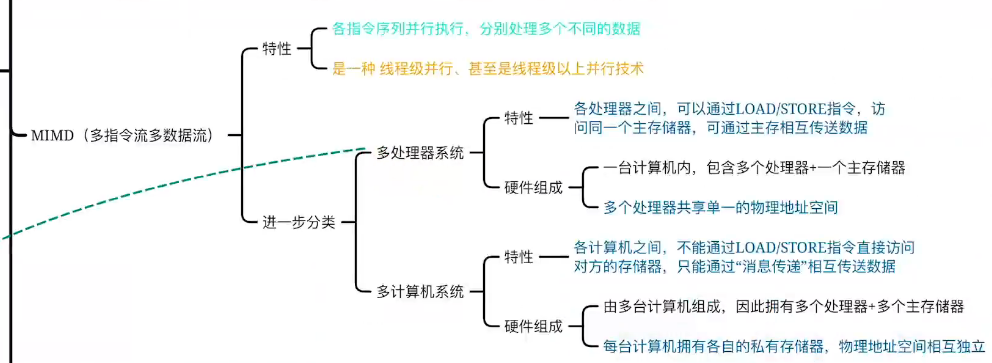 特性
各指令序列并行执行，分别处理多个不同的数据
是一种 线程级并行、甚至是线程级以上并行技术
MIMD（多指令流多数据流）
进一步分类
多处理器系统
特性
各处理器之间，可以通过LOAD/STORE指令，访
问同一个主存储器，可通过主存相互传送数据
硬件组成
一台计算机内，包含多个处理器+一个主存储器
多个处理器共享单一的物理地址空间
多计算机系统
特性
各计算机之间，不能通过LOAD/STORE指令直接访问
对方的存储器，只能通过“消息传递”相互传送数据
硬件组成
由多台计算机组成，因此拥有多个处理器+多个主存储器
每台计算机拥有各自的私有存储器，物理地址空间相互独立